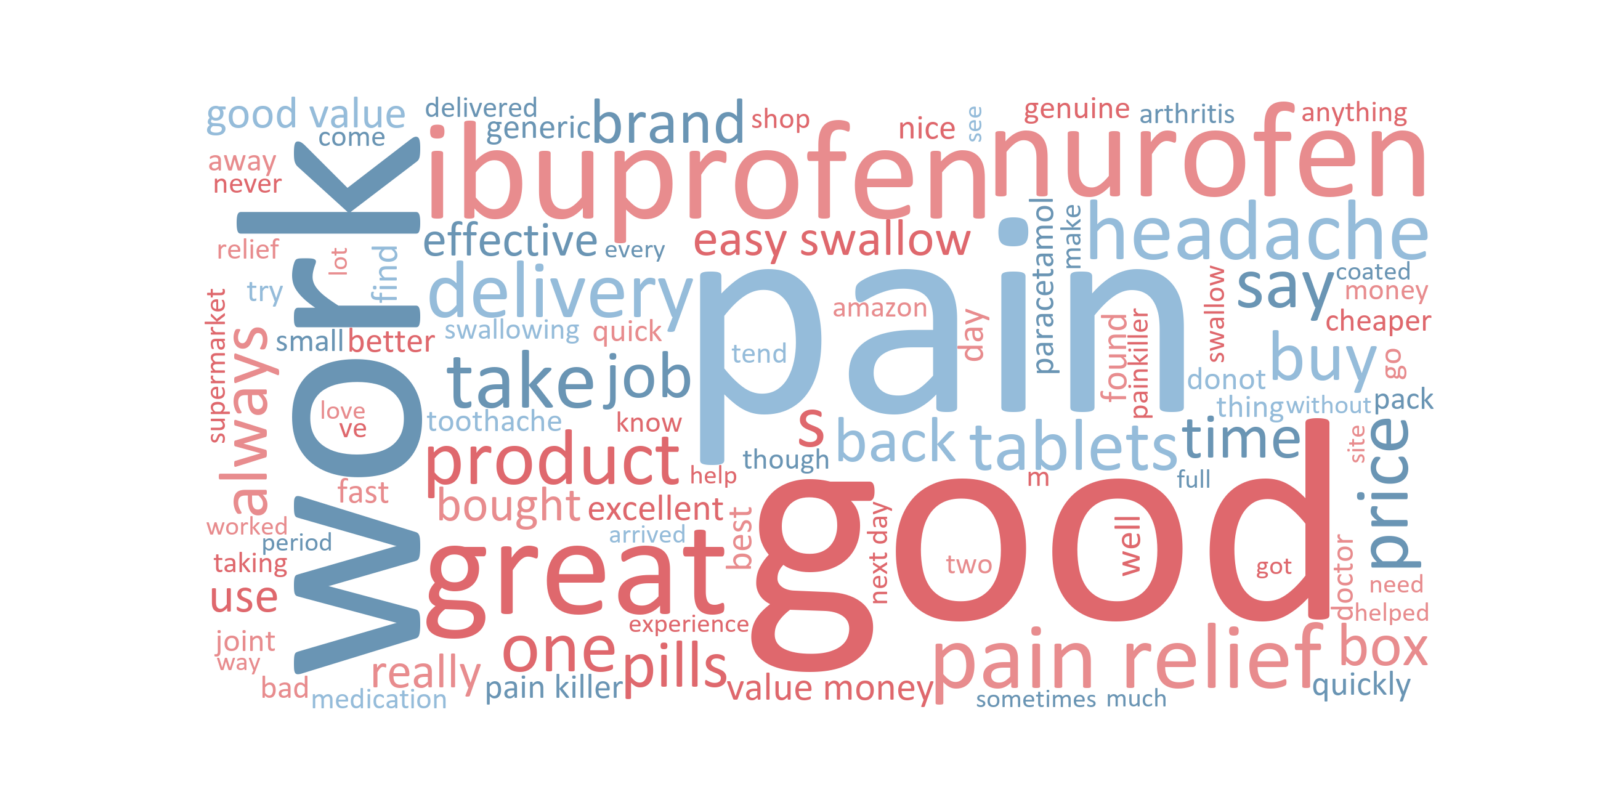 good value
delivered
come
generic
brand
shop
nice
see
genuine
arthritis
anything
away
never
work
ibuprofen
nurofen
relief
lot
find
effective
every
easy swallow
paracetamol
make
headache
try
delivery
pain
amazon
day
swallow
say
coated
money
supermarket
always
small
better
swallowing
quick
tend
found
painkiller
cheaper
take
job
donot
buy
go
love
ve
toothache
know
s
back
tablets
thing
without
pack
time
product
help
though
m
full
site
price
fast
bought
excellent
good
worked
period
arrived
best
next day
well
taking
great
two
got
doctor
need
use
experience
helped
joint
way
one
pills
pain relief
box
bad
really
medication
pain killer
value money
sometimes
much
quickly